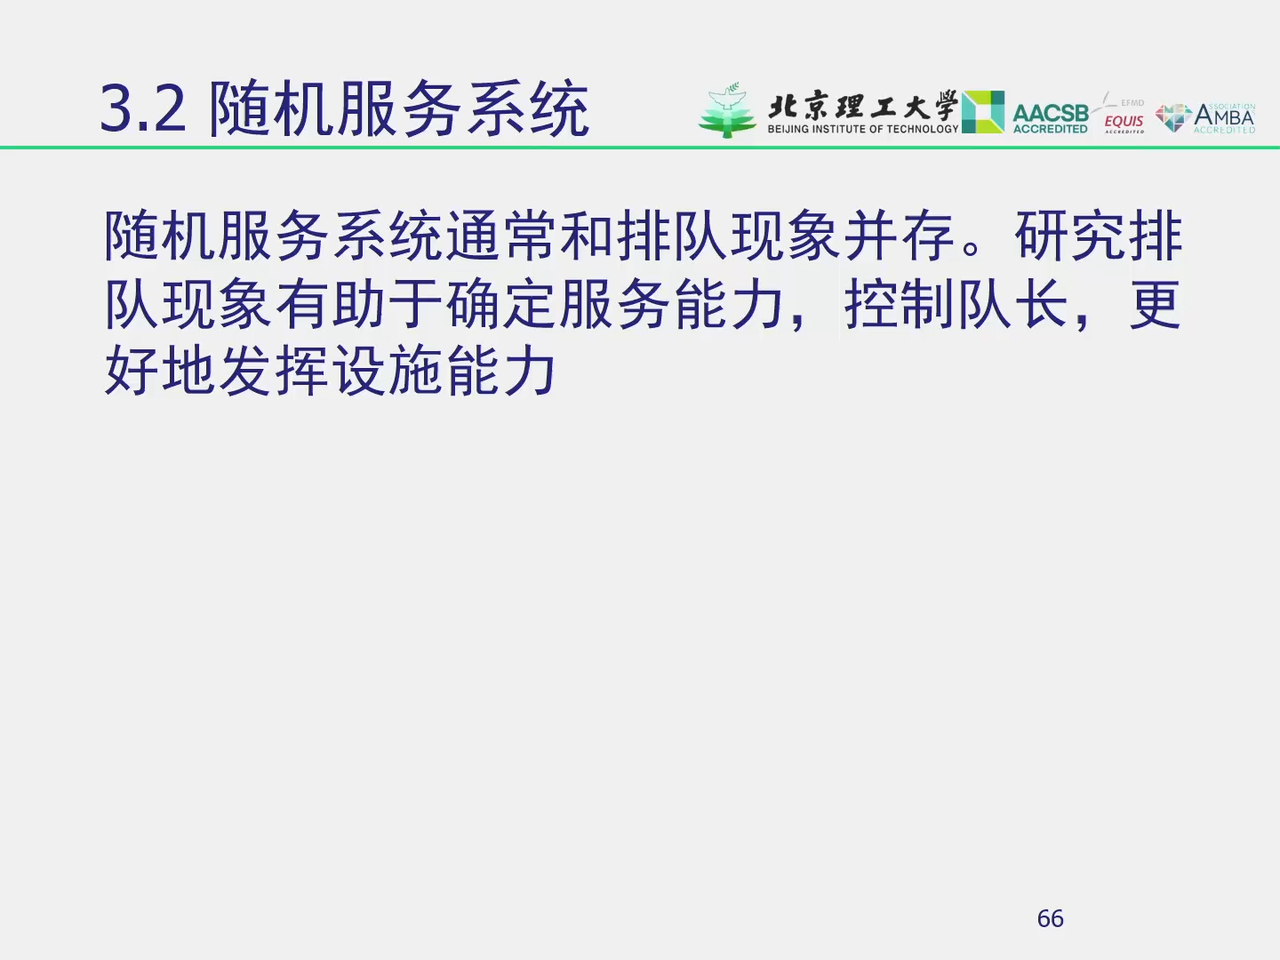 3.2 随机服务系统
北京理工大学
BEIJING INSTITUTE OF TECHNOLOGY
AACSB
ACCREDITED
EFMD
EQUIS
ACCREDITED
ASSOCIATION
AMBA
ACCREDITED
随机服务系统通常和排队现象并存。研究排
队现象有助于确定服务能力，控制队长，更
好地发挥设施能力
66